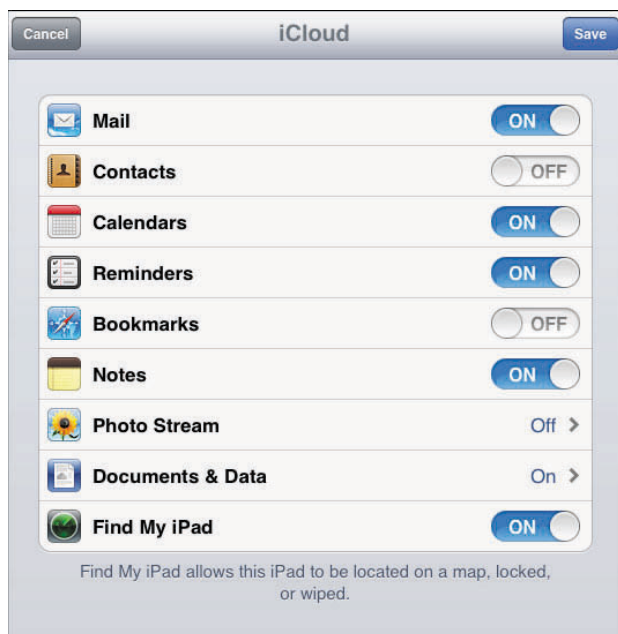 Cancel iCloud Save
Mail ON
Contacts OFF
Calendars ON
Reminders ON
Bookmarks OFF
Notes ON
Photo Stream Off
Documents & Data On
Find My iPad ON
Find My iPad allows this iPad to be located on a map, locked,
or wiped.